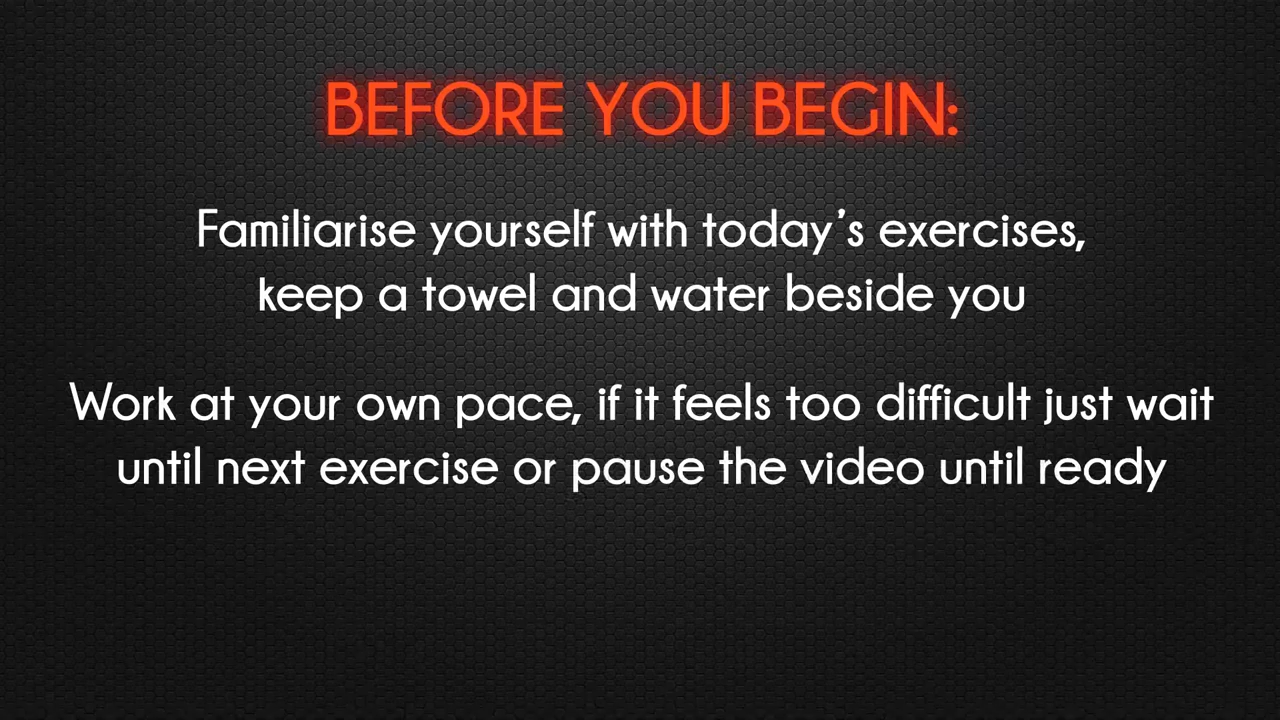 BEFORE YOU BEGIN:
Familiarise yourself with today's exercises,
keep a towel and water beside you
Work at your own pace, if it feels too difficult just wait
until next exercise or pause the video until ready